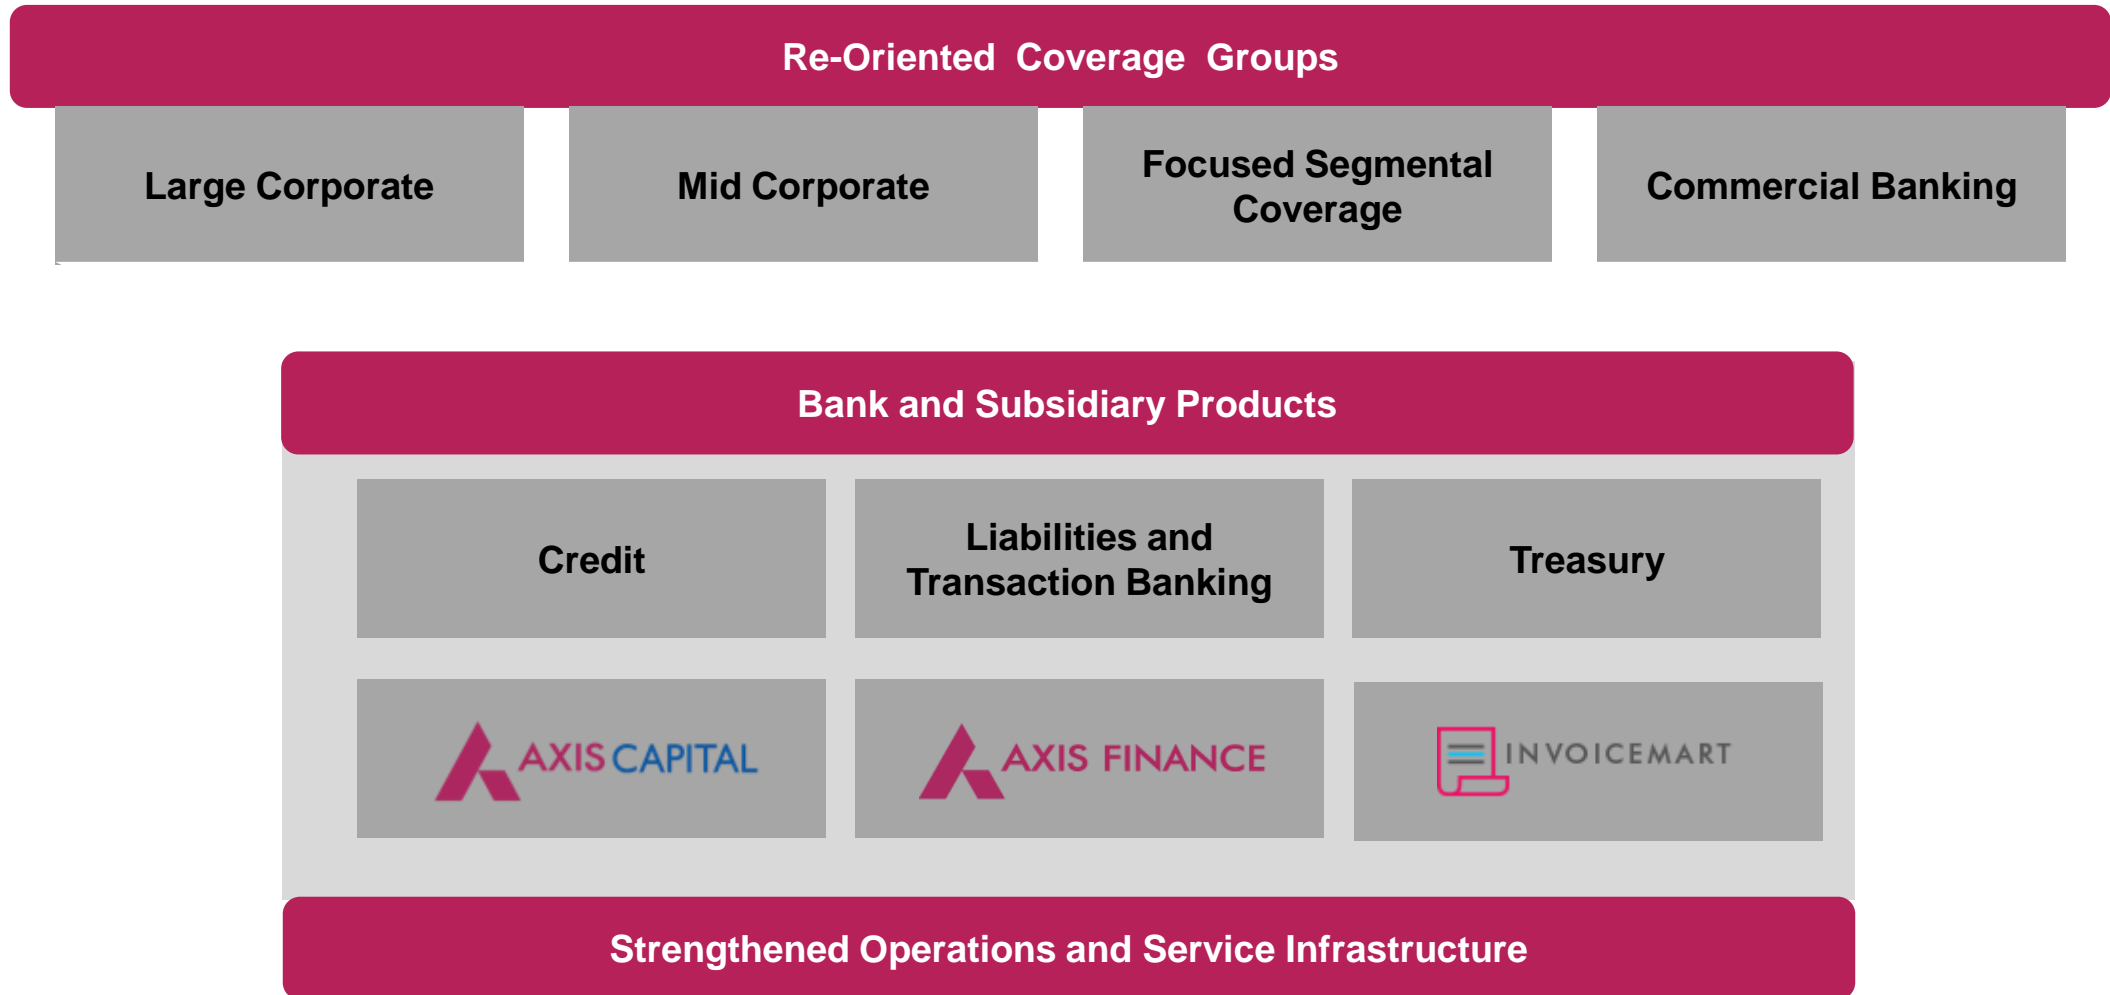 Re-Oriented Coverage Groups
Large Corporate
Mid Corporate
Focused Segmental
Coverage
Commercial Banking
Bank and Subsidiary Products
Credit
Liabilities and
Transaction Banking
Treasury
AXIS CAPITAL
AXIS FINANCE
INVOICEMART
Strengthened Operations and Service Infrastructure